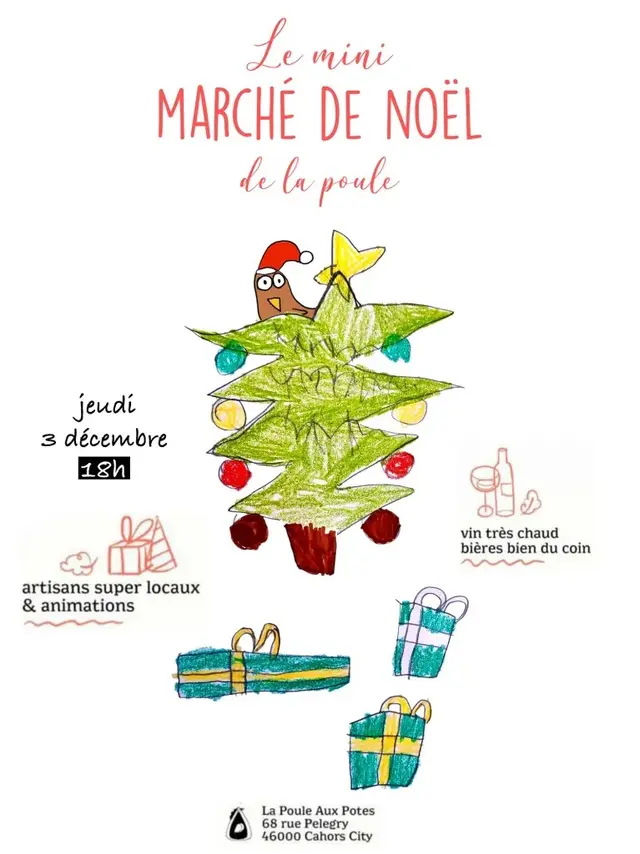 Le mini
MARCHÉ DE NOËL
de la poule
jeudi
3 décembre
18h
vin très chaud
bières bien du coin
artisans super locaux
& animations
La Poule Aux Potes
68 rue Pelegry
46000 Cahors City